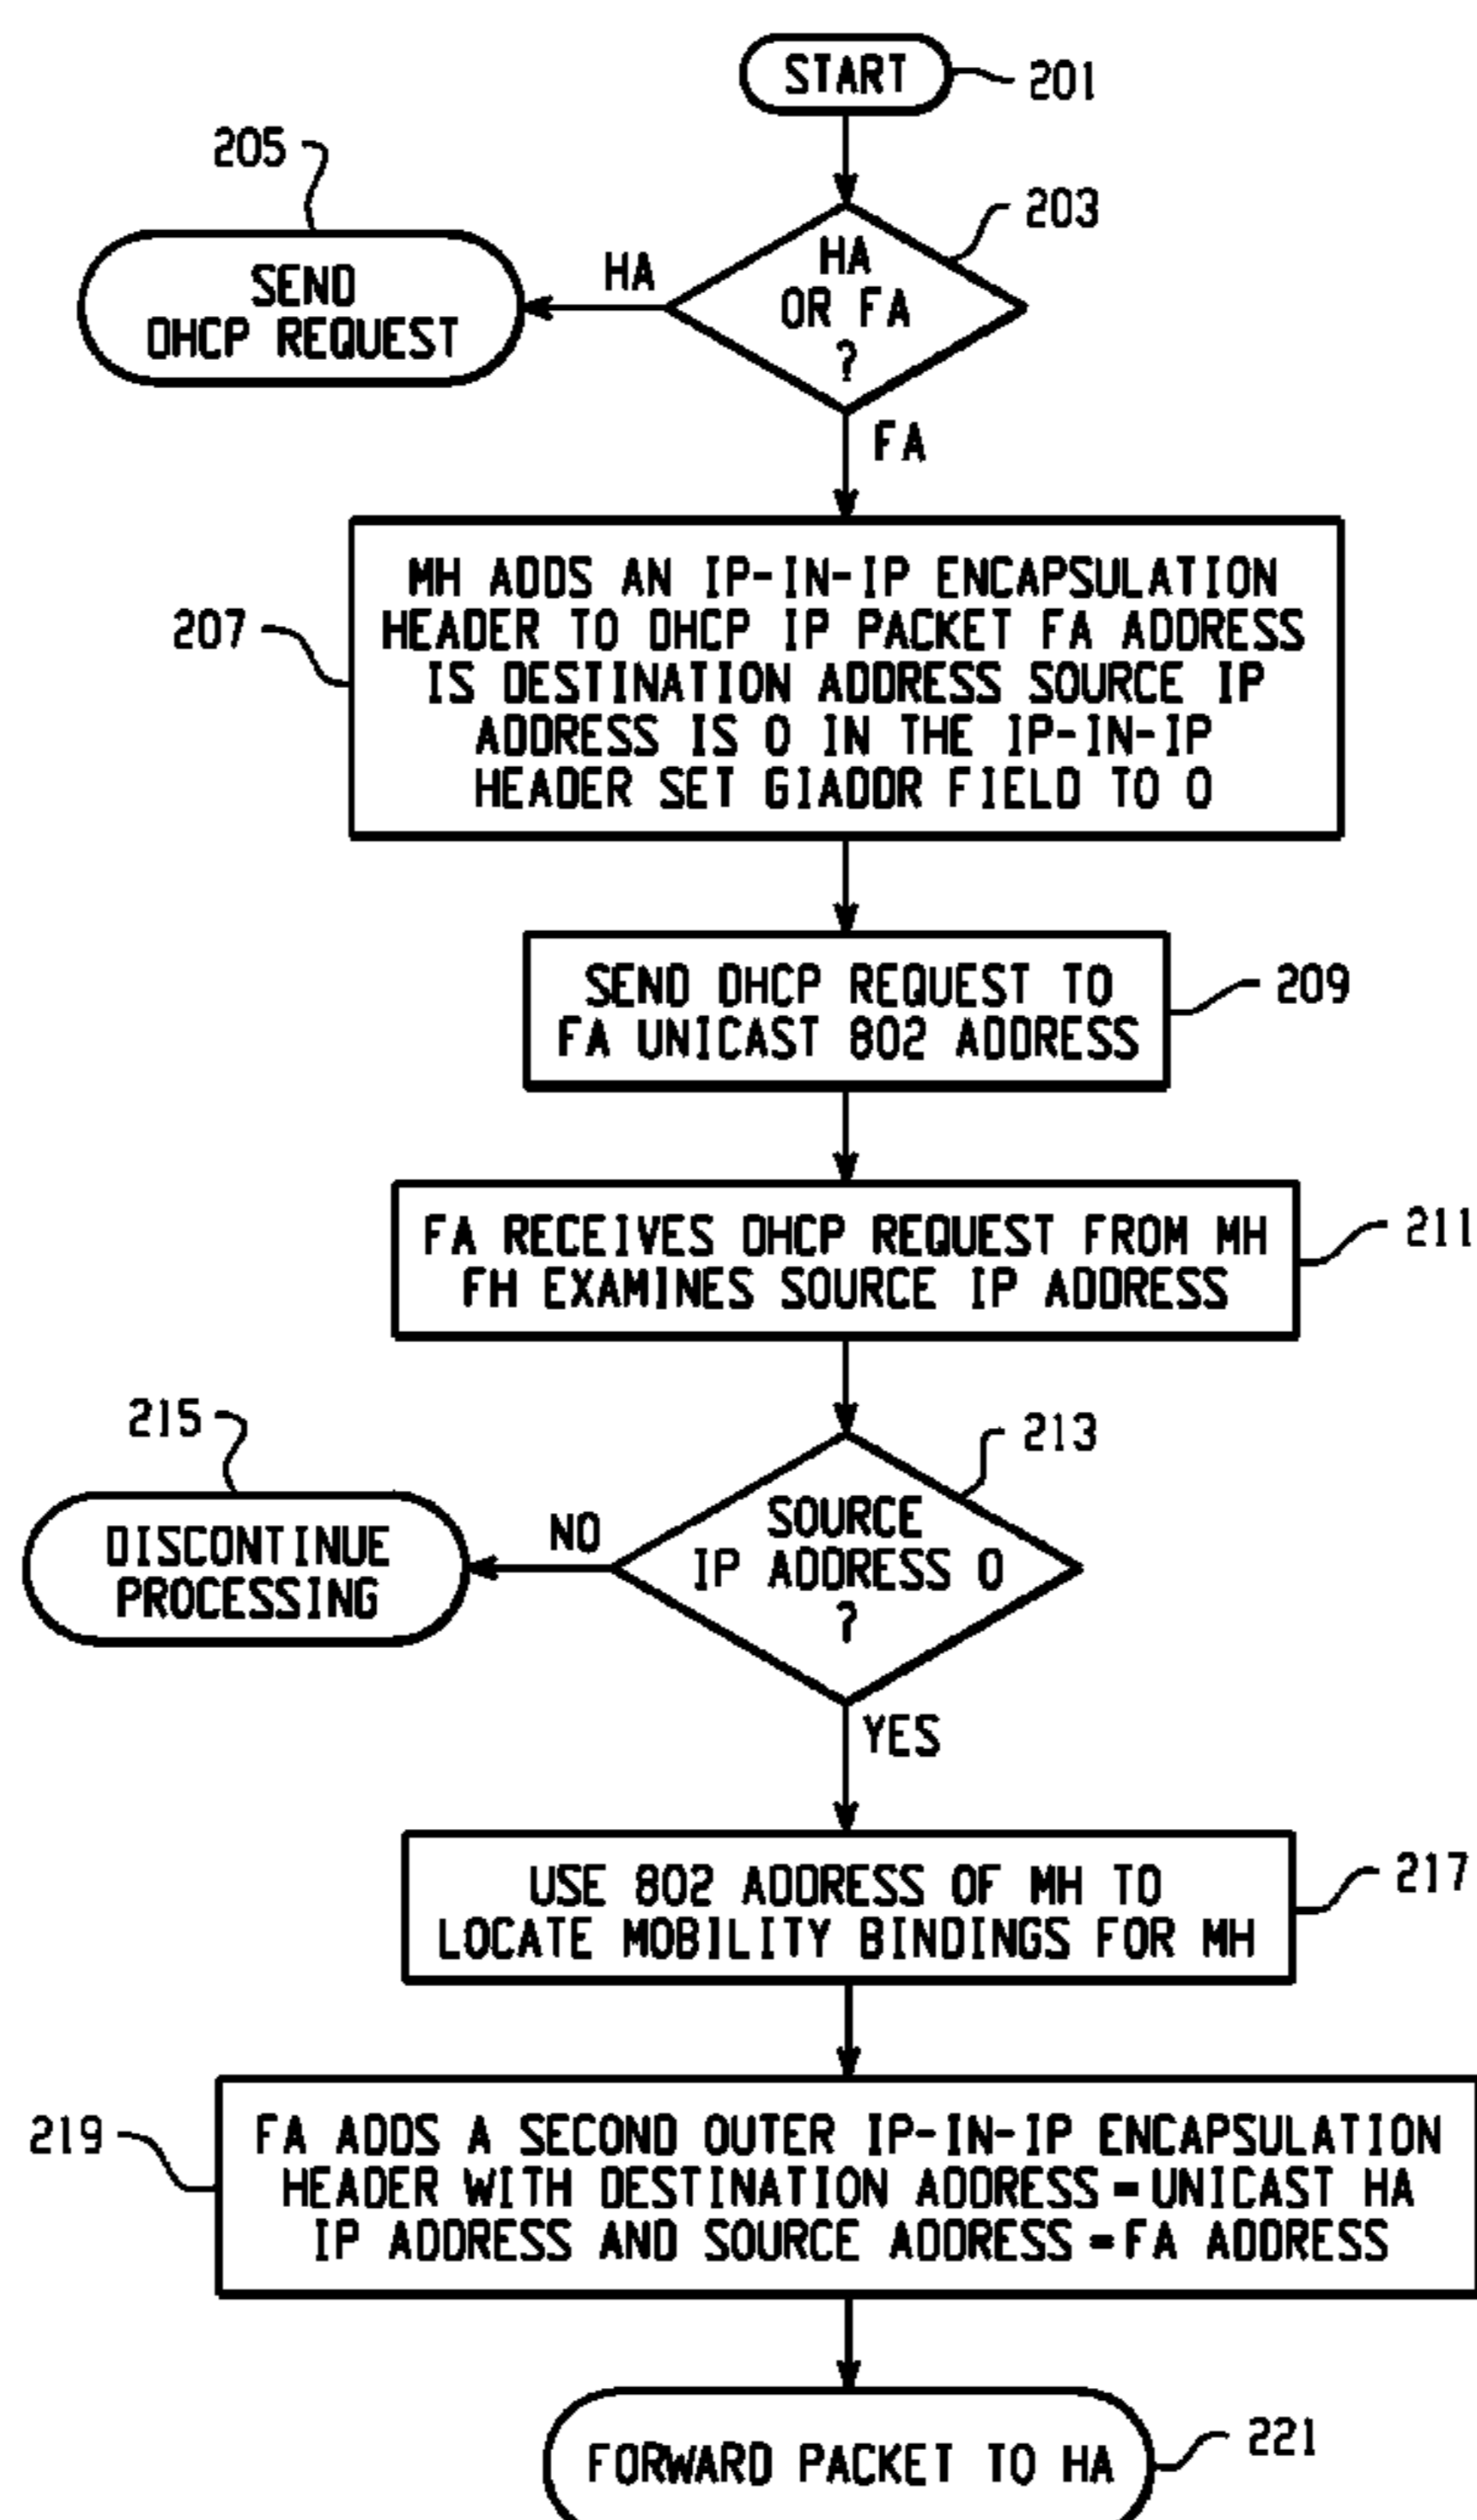 START
201
205
203
SEND
DHCP REQUEST
HA
HA
OR FA
?
FA
207
MH ADDS AN IP-IN-IP ENCAPSULATION
HEADER TO DHCP IP PACKET FA ADDRESS
IS DESTINATION ADDRESS SOURCE IP
ADDRESS IS 0 IN THE IP-IN-IP
HEADER SET GIADDR FIELD TO 0
SEND DHCP REQUEST TO
FA UNICAST 802 ADDRESS
209
FA RECEIVES DHCP REQUEST FROM MH
FH EXAMINES SOURCE IP ADDRESS
211
215
213
DISCONTINUE
PROCESSING
NO
SOURCE
IP ADDRESS 0
?
YES
USE 802 ADDRESS OF MH TO
LOCATE MOBILITY BINDINGS FOR MH
217
219
FA ADDS A SECOND OUTER IP-IN-IP ENCAPSULATION
HEADER WITH DESTINATION ADDRESS=UNICAST HA
IP ADDRESS AND SOURCE ADDRESS=FA ADDRESS
FORWARD PACKET TO HA
221